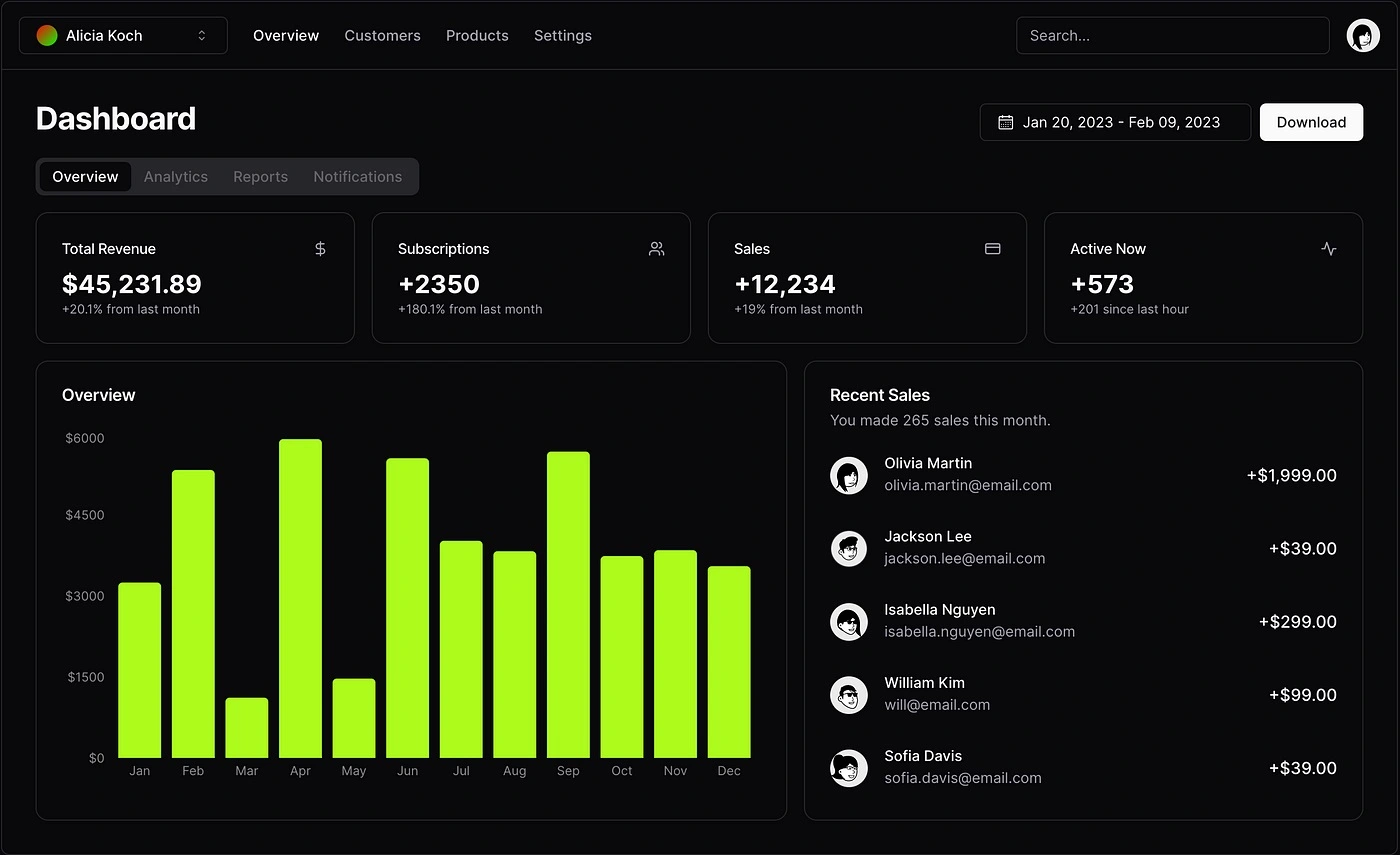 Alicia Koch
Overview Customers Products Settings
Search...
Dashboard
Jan 20, 2023 - Feb 09, 2023
Download
Overview Analytics Reports Notifications
Total Revenue
$45,231.89
+20.1% from last month
Subscriptions
+2350
+180.1% from last month
Sales
+12,234
+19% from last month
Active Now
+573
+201 since last hour
Overview
$6000
$4500
$3000
$1500
$0
Jan Feb Mar Apr May Jun Jul Aug Sep Oct Nov Dec
Recent Sales
You made 265 sales this month.
Olivia Martin
olivia.martin@email.com
+$1,999.00
Jackson Lee
jackson.lee@email.com
+$39.00
Isabella Nguyen
isabella.nguyen@email.com
+$299.00
William Kim
will@email.com
+$99.00
Sofia Davis
sofia.davis@email.com
+$39.00